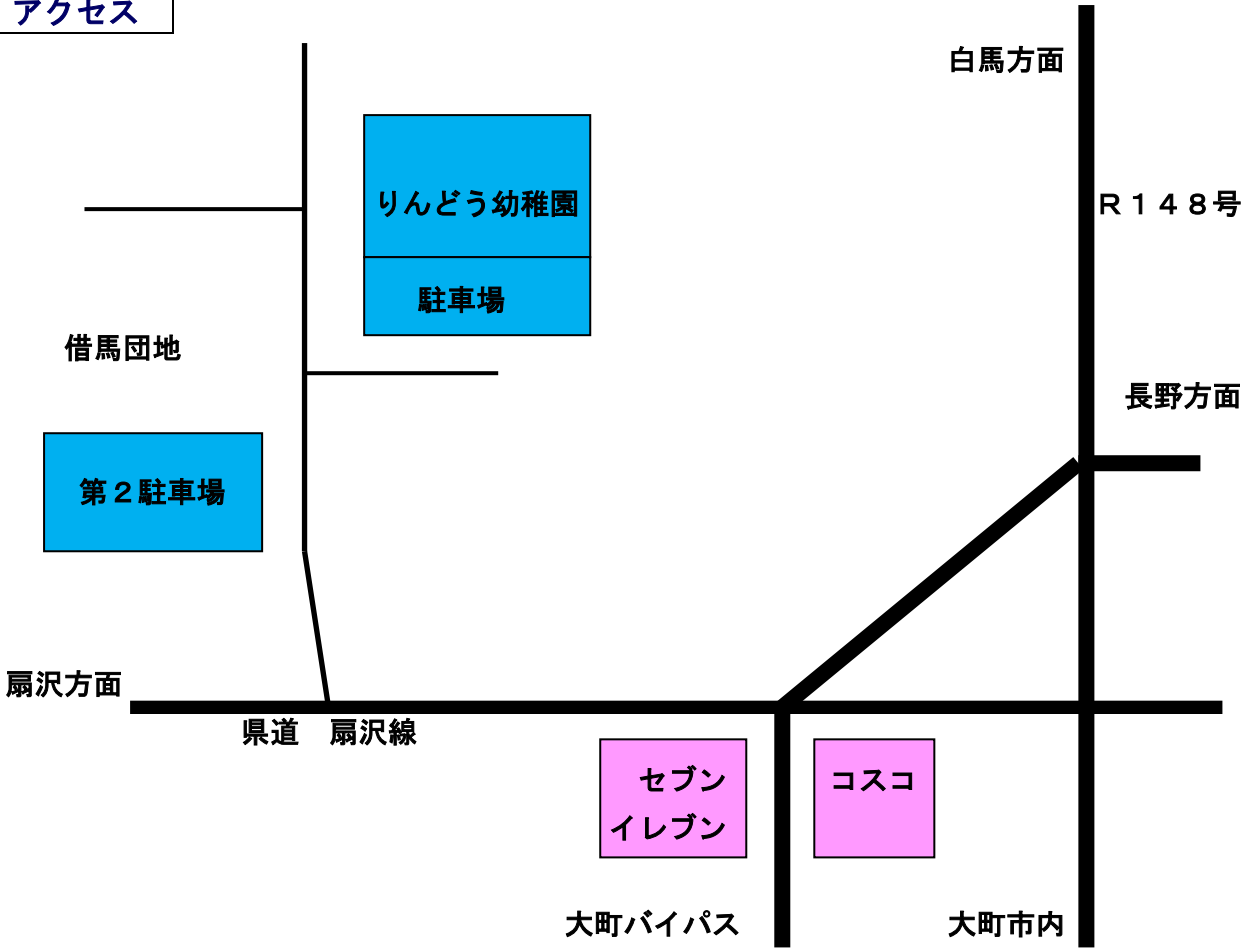 アクセス
白馬方面
りんどう幼稚園
Ｒ１４８号
駐車場
借馬団地
長野方面
第２駐車場
扇沢方面
県道　扇沢線
セブン
イレブン
コスコ
大町バイパス
大町市内